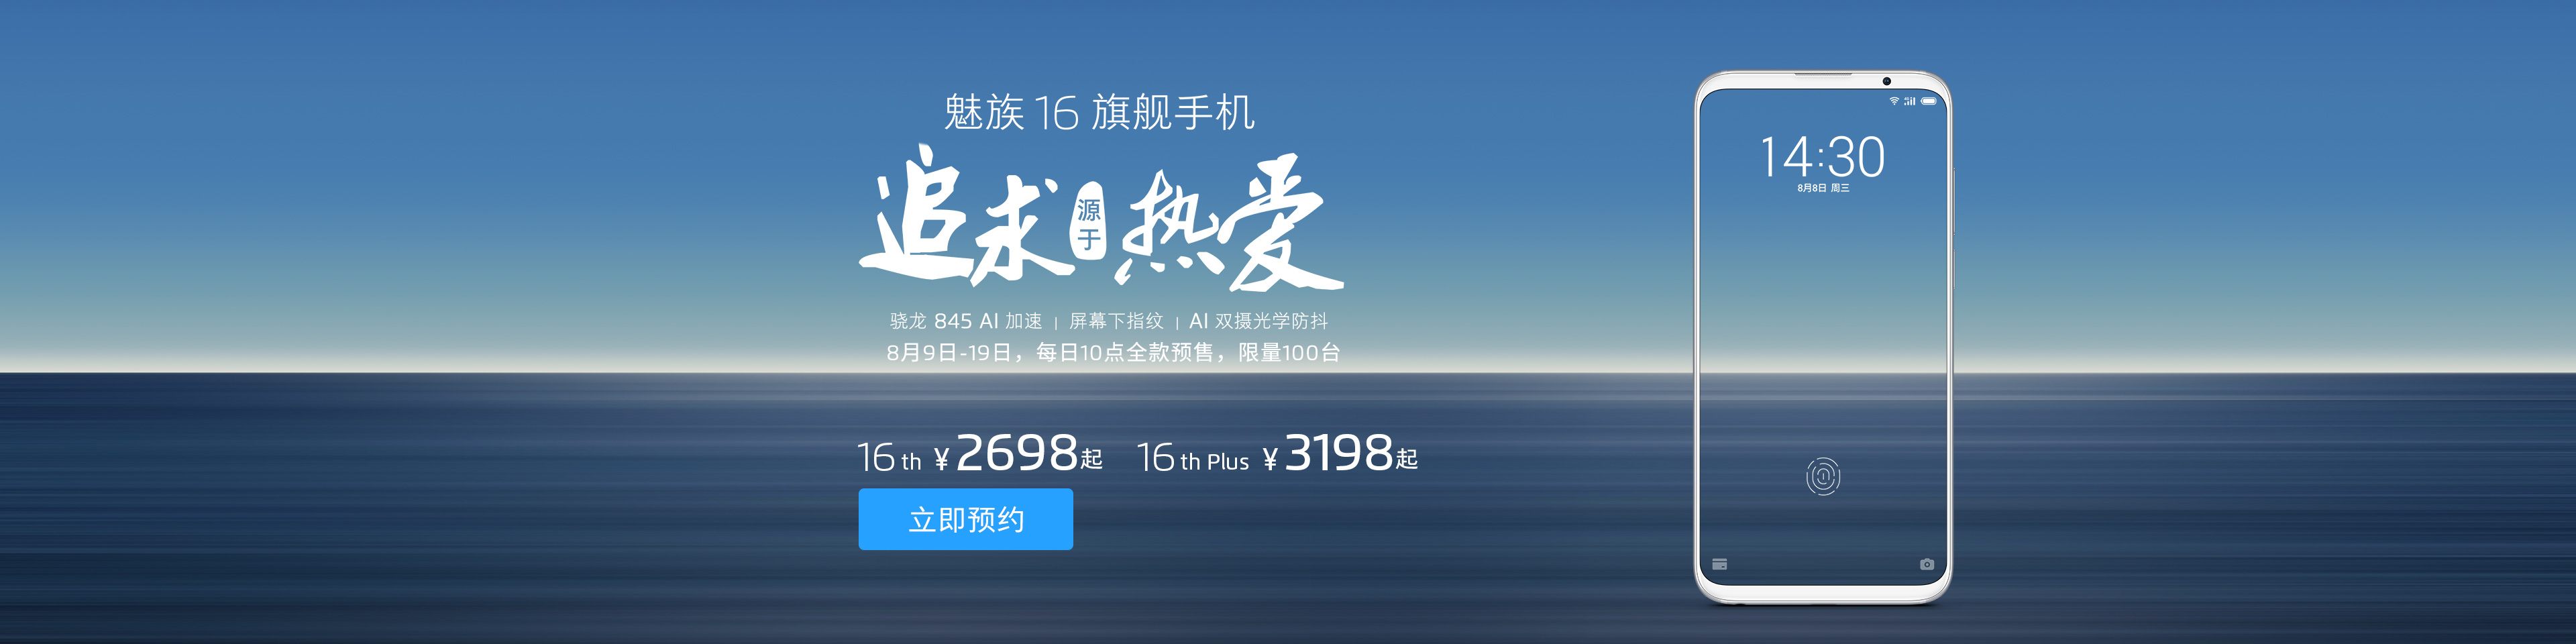 魅族 16 旗舰手机
追求源于热爱
骁龙 845 AI 加速 | 屏幕下指纹 | AI 双摄光学防抖
8月9日-19日，每日10点全款预售，限量100台
16 th ¥ 2698起 16 th Plus ¥ 3198起
立即预约
14:30
8月8日 周三